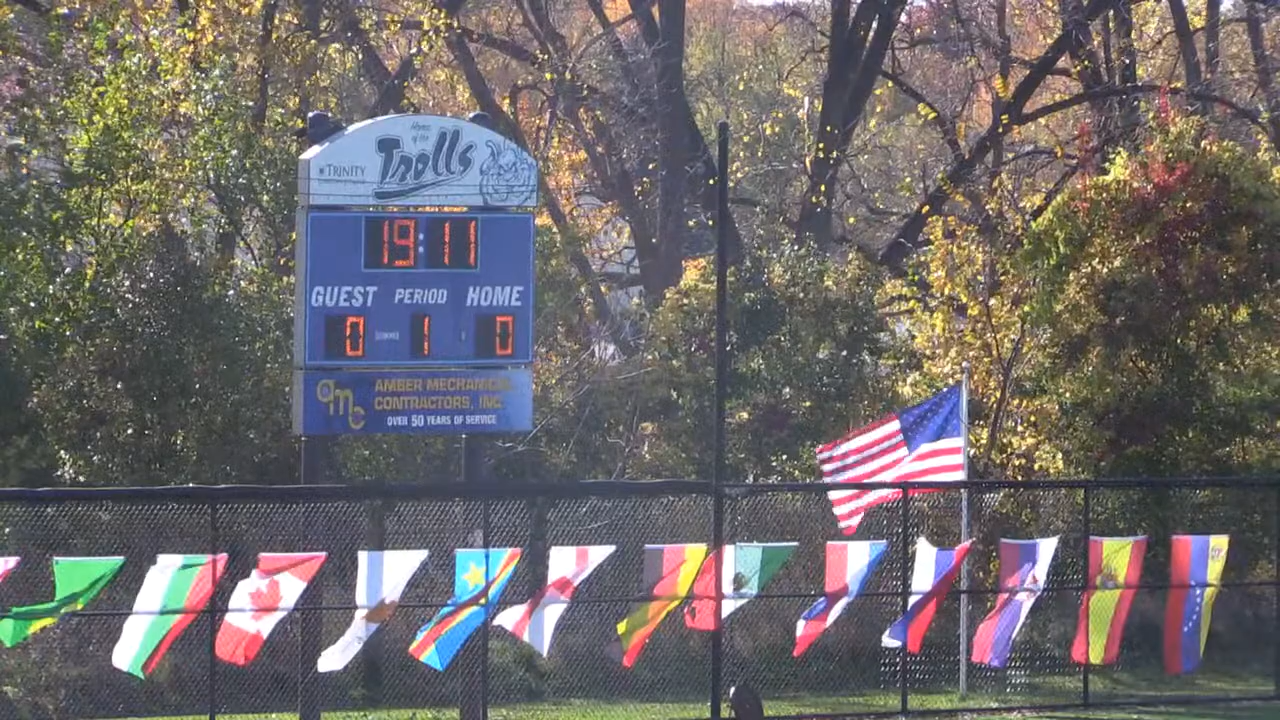 Home
of the
Trolls
TRINITY
19:11
GUEST PERIOD HOME
0 1 0
amc
AMBER MECHANICAL
CONTRACTORS, INC.
OVER 50 YEARS OF SERVICE